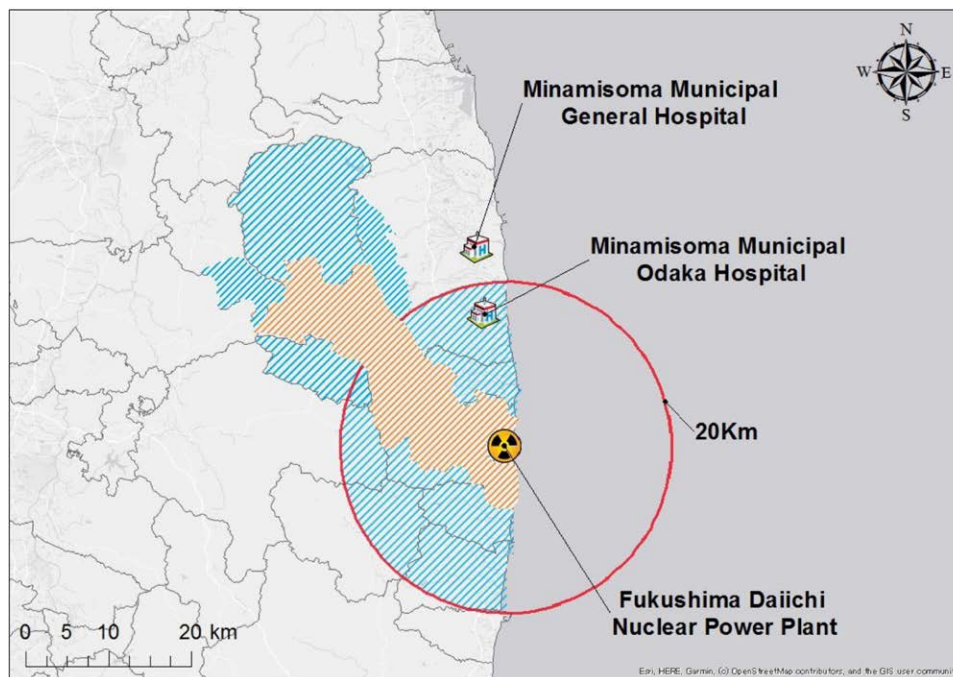 N
W E
S
Minamisoma Municipal
General Hospital
H
Minamisoma Municipal
Odaka Hospital
H
20Km
Fukushima Daiichi
Nuclear Power Plant
0 5 10 20 km
Esri, HERE, Garmin, (c) OpenStreetMap contributors, and the GIS user communit